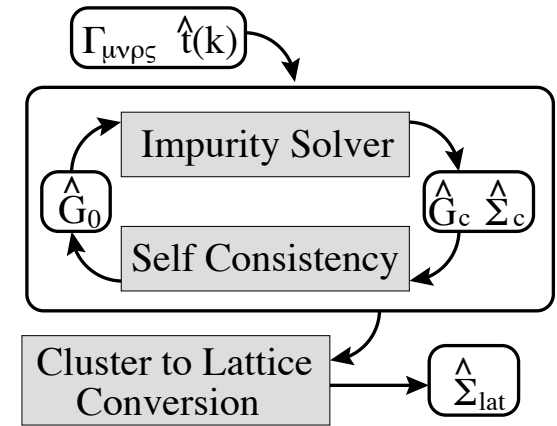 Γμνρς t̂(k)
Impurity Solver
Ĝ₀
Ĝc Σ̂c
Self Consistency
Cluster to Lattice
Conversion
Σ̂lat